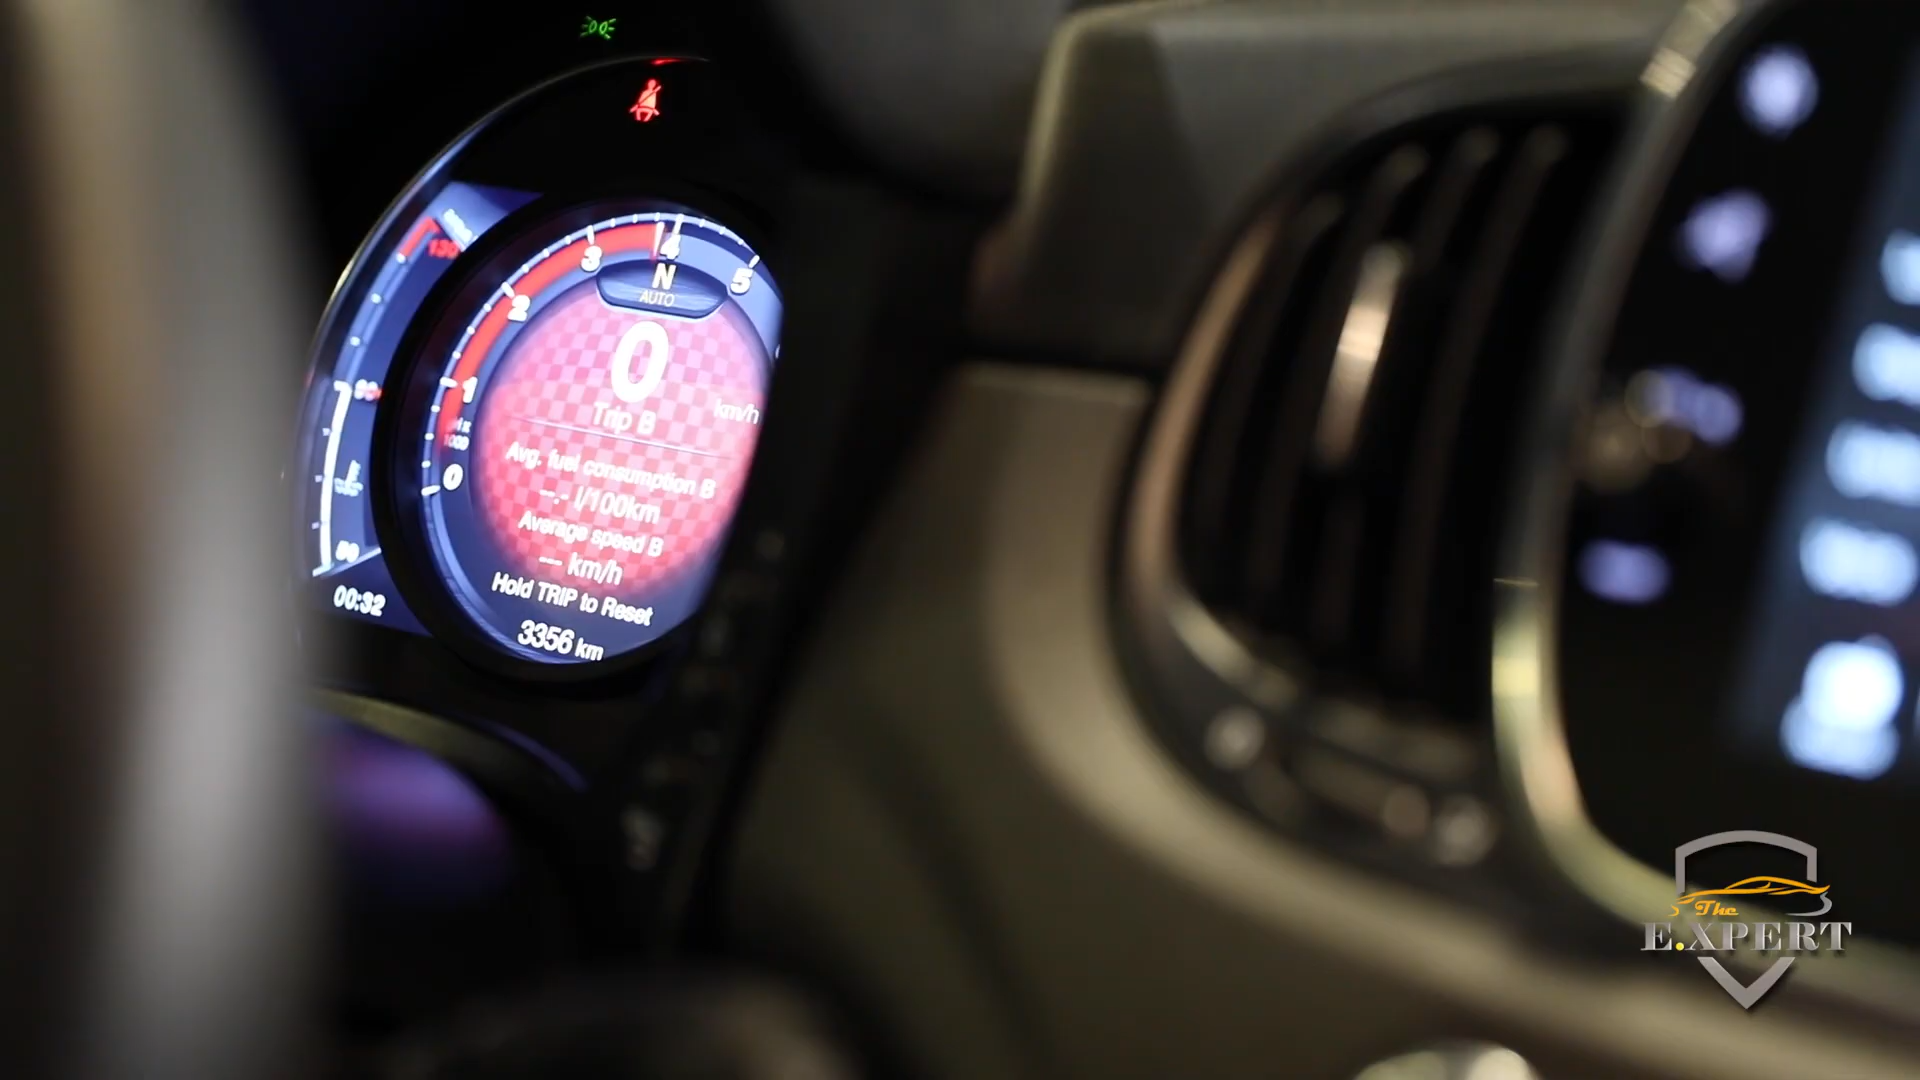 3
4
5
2
N
AUTO
0
1
km/h
Trip B
x
1000
0
Avg. fuel consumption B
--.- l/100km
Average speed B
--- km/h
Hold TRIP to Reset
00:32
3356 km
The
E.XPERT